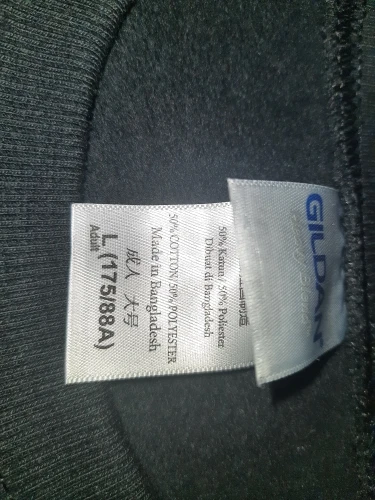 GILDAN
50% Katun/ 50% Poliester
Dibuat di Bangladesh
50% COTTON/ 50% POLYESTER
Made in Bangladesh
成人 大号
L (175/88A)
Adult